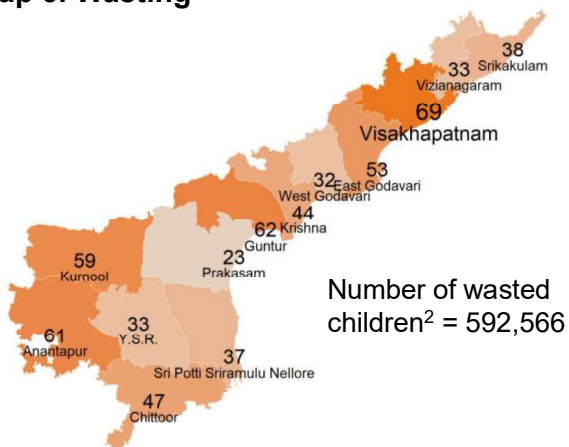 ap of Wasting
38
Srikakulam
33
Vizianagaram
69
Visakhapatnam
53
East Godavari
32
West Godavari
44
Krishna
62
Guntur
23
Prakasam
59
Kurnool
33
Y.S.R.
61
Anantapur
37
Sri Potti Sriramulu Nellore
47
Chittoor
Number of wasted
children² = 592,566